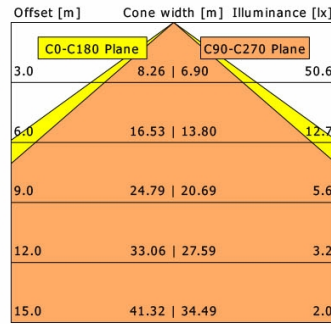 Offset [m] Cone width [m] Illuminance [lx]
C0-C180 Plane C90-C270 Plane
3.0 8.26 | 6.90 50.6
6.0 16.53 | 13.80 12.7
9.0 24.79 | 20.69 5.6
12.0 33.06 | 27.59 3.2
15.0 41.32 | 34.49 2.0